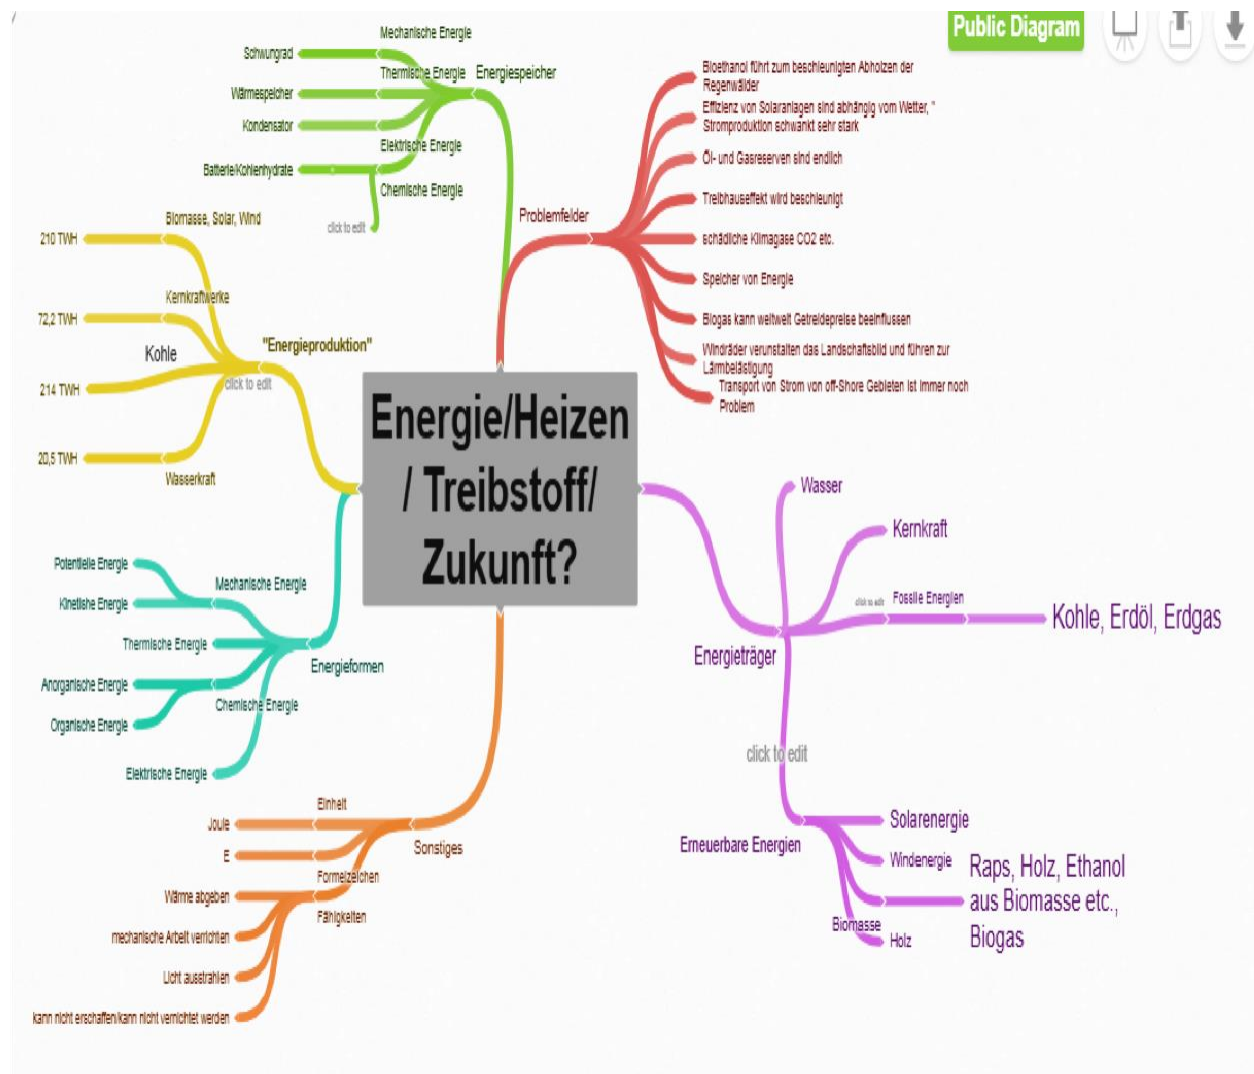 Public Diagram
Energie/Heizen
/ Treibstoff/
Zukunft?
Energiespeicher
Mechanische Energie
Schwungrad
Thermische Energie
Wärmespeicher
Kondensator
Elektrische Energie
Batterie/Kohlenhydrate
Chemische Energie
click to edit
Problemfelder
Bioethanol führt zum beschleunigten Abholzen der
Regenwälder
Effizienz von Solaranlagen sind abhängig vom Wetter, "
Stromproduktion schwankt sehr stark
Öl- und Gasreserven sind endlich
Treibhauseffekt wird beschleunigt
schädliche Klimagase CO2 etc.
Speicher von Energie
Biogas kann weltweit Getreidepreise beeinflussen
Windräder verunstalten das Landschaftsbild und führen zur
Lärmbelästigung
Transport von Strom von off-Shore Gebieten ist immer noch
Problem
"Energieproduktion"
Biomasse, Solar, Wind
210 TWH
Kernkraftwerke
72,2 TWH
Kohle
click to edit
214 TWH
20,5 TWH
Wasserkraft
Energieformen
Mechanische Energie
Potentielle Energie
Kinetishe Energie
Thermische Energie
Anorganische Energie
Chemische Energie
Organische Energie
Elektrische Energie
Sonstiges
Einheit
Joule
E
Formelzeichen
Wärme abgeben
Fähigkeiten
mechanische Arbeit verrichten
Licht ausstrahlen
kann nicht erschaffen/kann nicht vernichtet werden
Energieträger
Wasser
Kernkraft
click to edit
Fossile Energien
Kohle, Erdöl, Erdgas
click to edit
Erneuerbare Energien
Solarenergie
Windenergie
Raps, Holz, Ethanol
aus Biomasse etc.,
Biogas
Biomasse
Holz